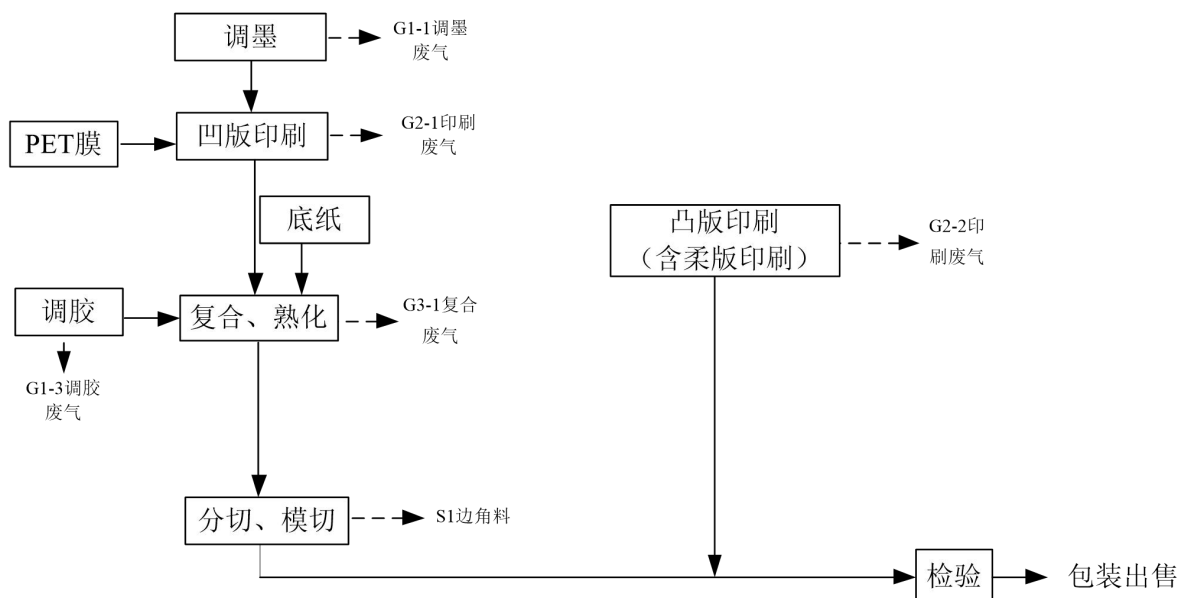 调墨
G1-1调墨
废气
PET膜
凹版印刷
G2-1印刷
废气
底纸
凸版印刷
（含柔版印刷）
G2-2印
刷废气
调胶
复合、熟化
G3-1复合
废气
G1-3调胶
废气
分切、模切
S1边角料
检验
包装出售